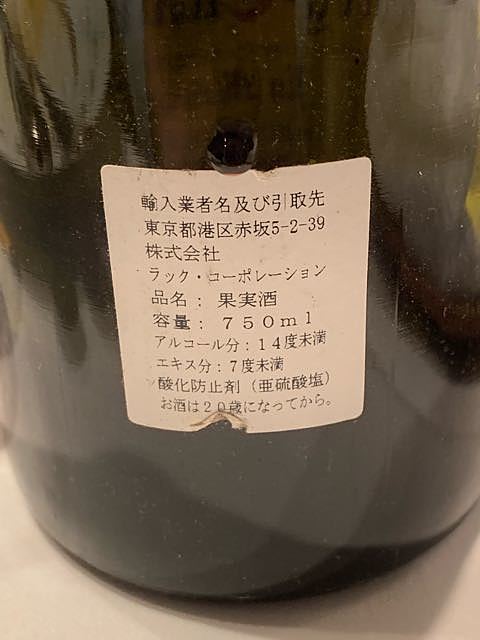 輸入業者名及び引取先
東京都港区赤坂5-2-39
株式会社
ラック・コーポレーション
品名：果実酒
容量：750ml
アルコール分：14度未満
エキス分：7度未満
酸化防止剤（亜硫酸塩）
お酒は20歳になってから。